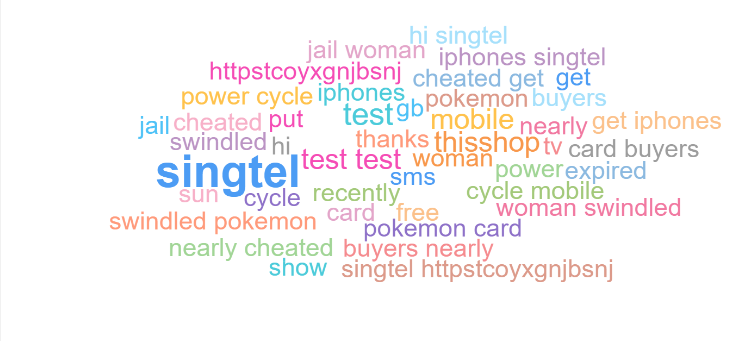 hi singtel
jail woman
iphones singtel
httpstcoyxgnjbsnj
cheated get
get
power cycle
iphones
test
gb
pokemon
buyers
jail
cheated
put
mobile
nearly
get iphones
swindled
hi
thanks
thisshop
tv
card buyers
singtel
test test
woman
sms
power
expired
sun
cycle
recently
cycle mobile
swindled pokemon
card
free
woman swindled
pokemon card
nearly cheated
buyers nearly
show
singtel httpstcoyxgnjbsnj